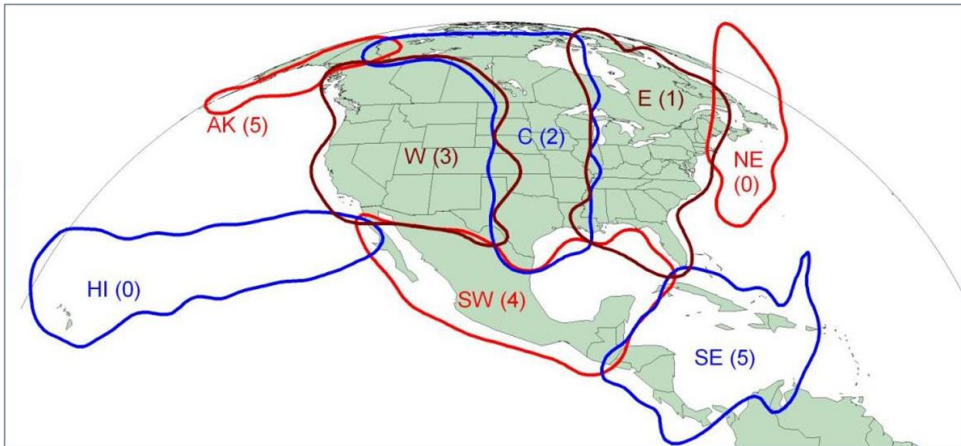 E (1)
AK (5)
C (2)
W (3)
NE
(0)
HI (0)
SW (4)
SE (5)